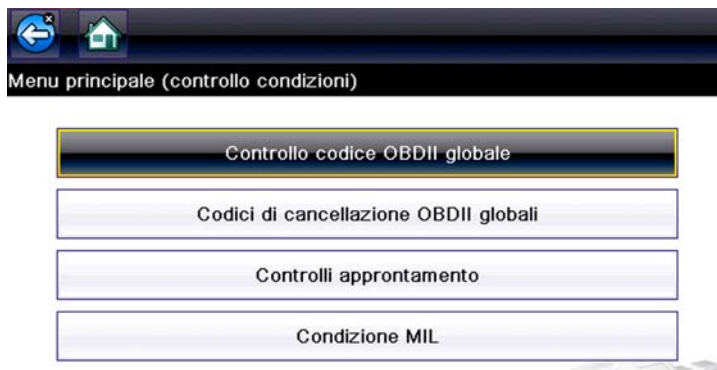 Menu principale (controllo condizioni)
Controllo codice OBDII globale
Codici di cancellazione OBDII globali
Controlli approntamento
Condizione MIL